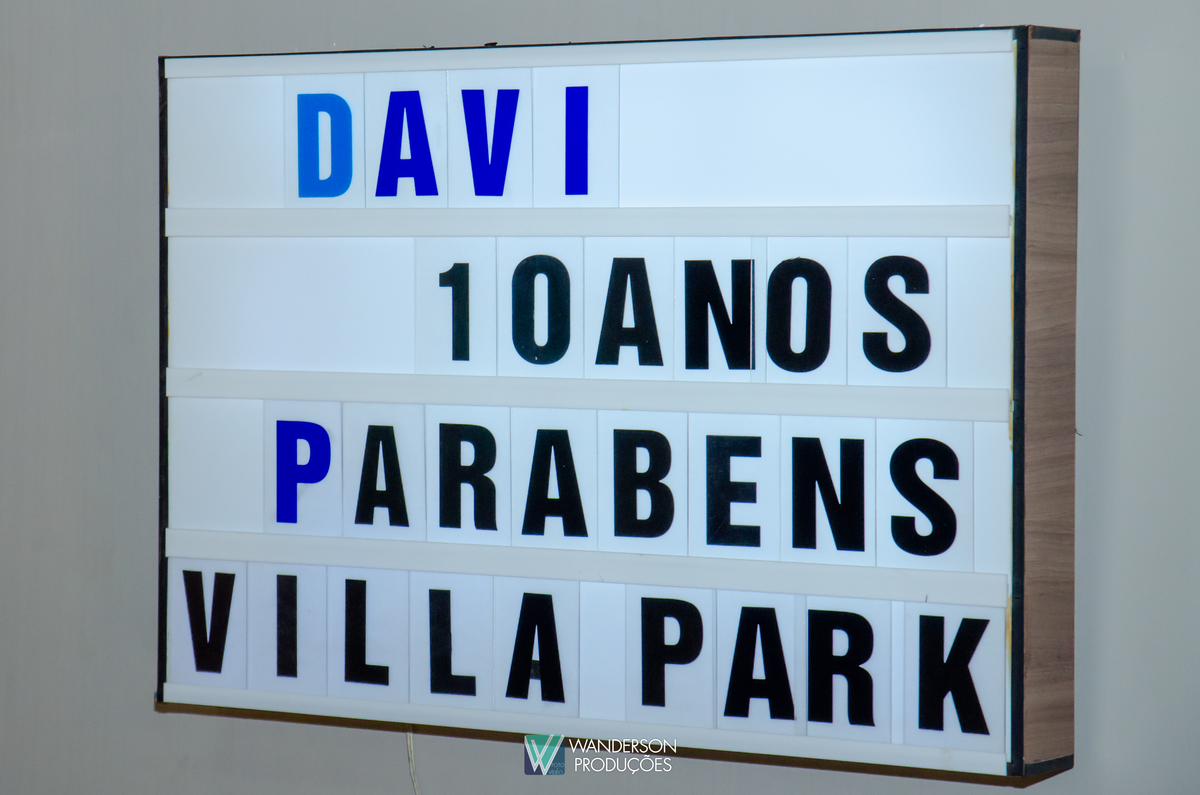 DAVI
10ANOS
PARABENS
VILLA PARK
WANDERSON
PRODUÇÕES